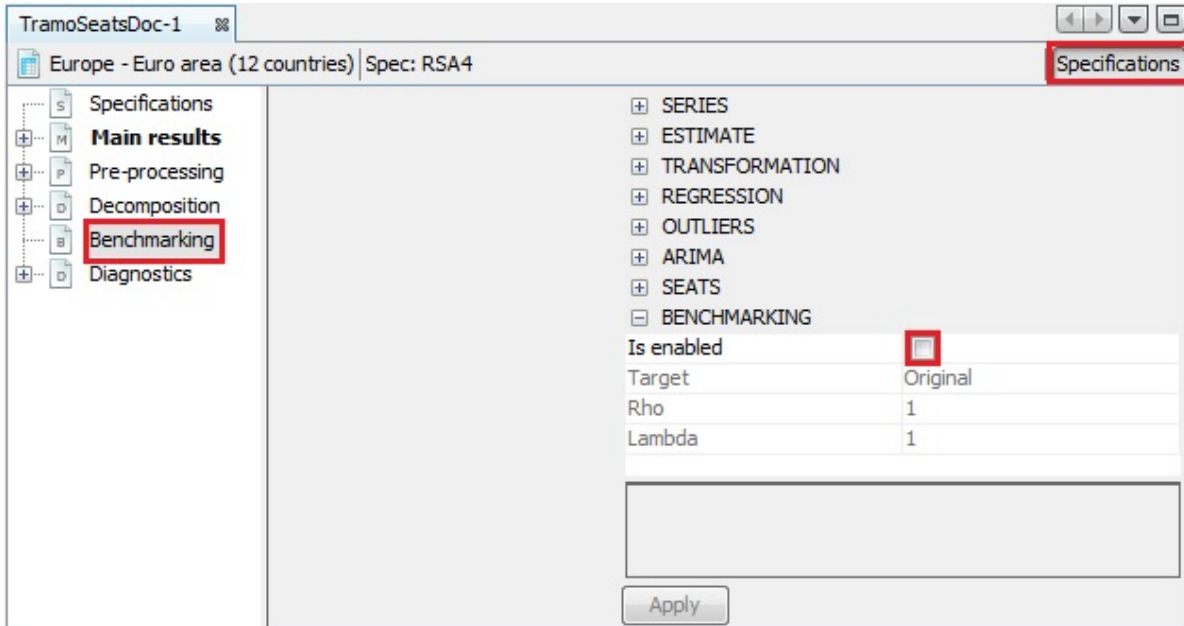 TramoSeatsDoc-1
Europe - Euro area (12 countries) Spec: RSA4 Specifications
S Specifications
M Main results
P Pre-processing
D Decomposition
B Benchmarking
D Diagnostics
SERIES
ESTIMATE
TRANSFORMATION
REGRESSION
OUTLIERS
ARIMA
SEATS
BENCHMARKING
Is enabled
Target Original
Rho 1
Lambda 1
Apply